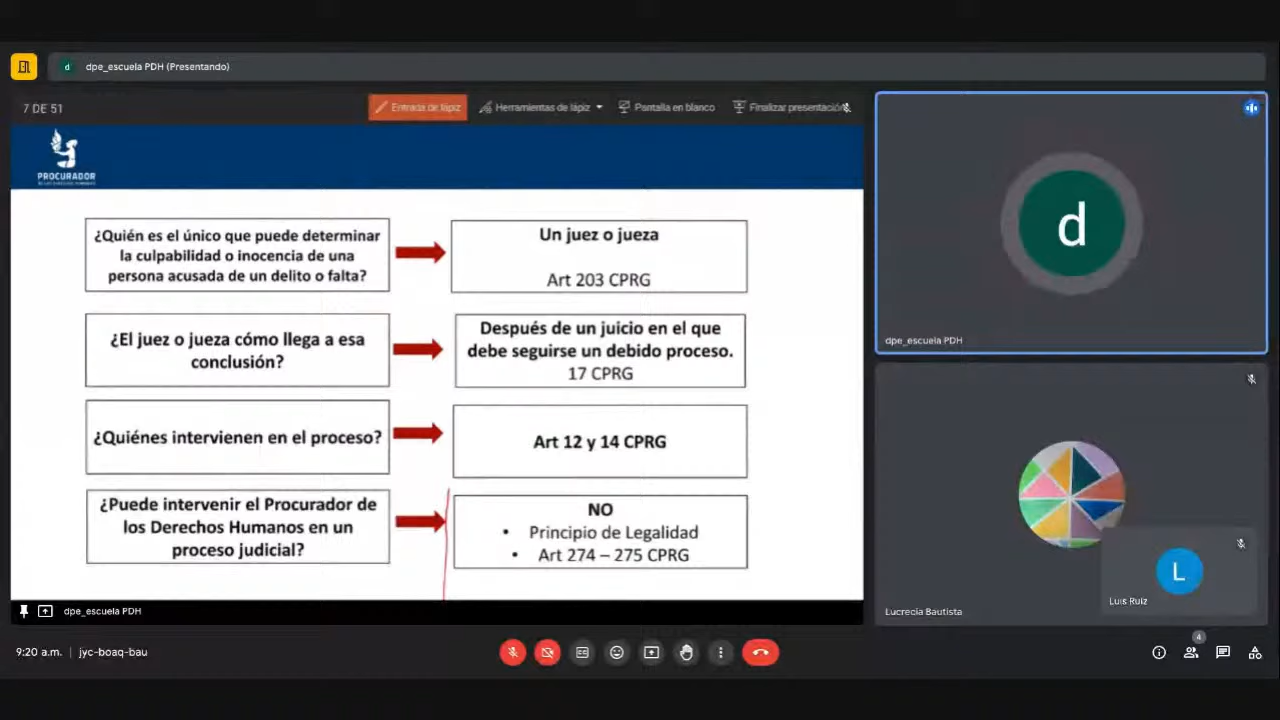 d
dpe_escuela PDH (Presentando)
7 DE 51
Entrada de lápiz
Herramientas de lápiz
Pantalla en blanco
Finalizar presentación
PROCURADOR
DE LOS DERECHOS HUMANOS
¿Quién es el único que puede determinar
la culpabilidad o inocencia de una
persona acusada de un delito o falta?
Un juez o jueza
Art 203 CPRG
¿El juez o jueza cómo llega a esa
conclusión?
Después de un juicio en el que
debe seguirse un debido proceso.
17 CPRG
¿Quiénes intervienen en el proceso?
Art 12 y 14 CPRG
¿Puede intervenir el Procurador de
los Derechos Humanos en un
proceso judicial?
NO
• Principio de Legalidad
• Art 274 – 275 CPRG
dpe_escuela PDH
d
dpe_escuela PDH
Lucrecia Bautista
L
Luis Ruiz
9:20 a.m. | jyc-boaq-bau
4